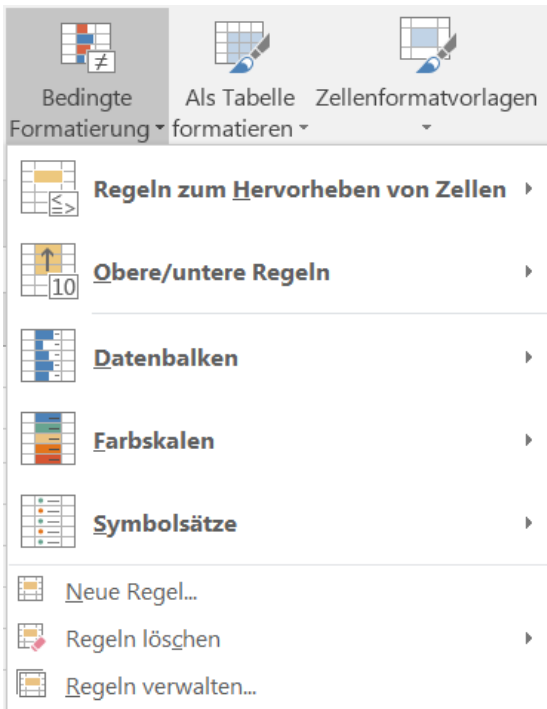 Bedingte Formatierung
Als Tabelle formatieren
Zellenformatvorlagen
≠
Regeln zum Hervorheben von Zellen
≤>
Obere/untere Regeln
10
Datenbalken
Farbskalen
Symbolsätze
Neue Regel...
Regeln löschen
Regeln verwalten...